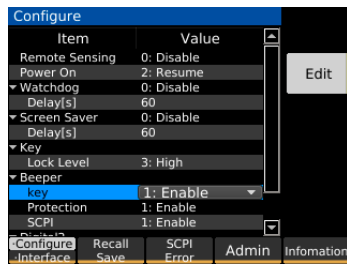 Configure
Item Value
Remote Sensing 0: Disable
Power On 2: Resume
Watchdog 0: Disable
Delay[s] 60
Screen Saver 0: Disable
Delay[s] 60
Key
Lock Level 3: High
Beeper
key 1: Enable
Protection 1: Enable
SCPI 1: Enable
Edit
·Configure Recall SCPI Admin Infomation
·Interface Save Error